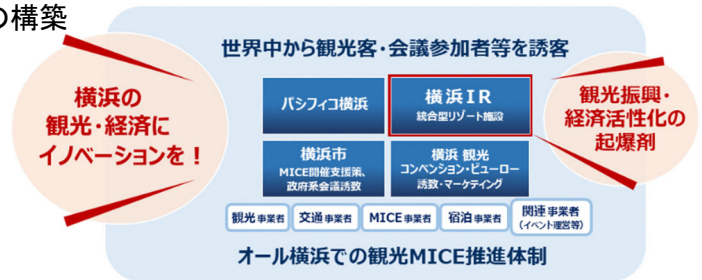 の構築
世界中から観光客・会議参加者等を誘客
横浜の
観光・経済に
イノベーションを！
パシフィコ横浜
横浜IR
統合型リゾート施設
観光振興・
経済活性化の
起爆剤
横浜市
MICE開催支援策、
政府系会議誘致
横浜 観光
コンベンション・ビューロー
誘致・マーケティング
観光事業者
交通事業者
MICE事業者
宿泊事業者
関連事業者
（イベント運営等）
オール横浜での観光MICE推進体制